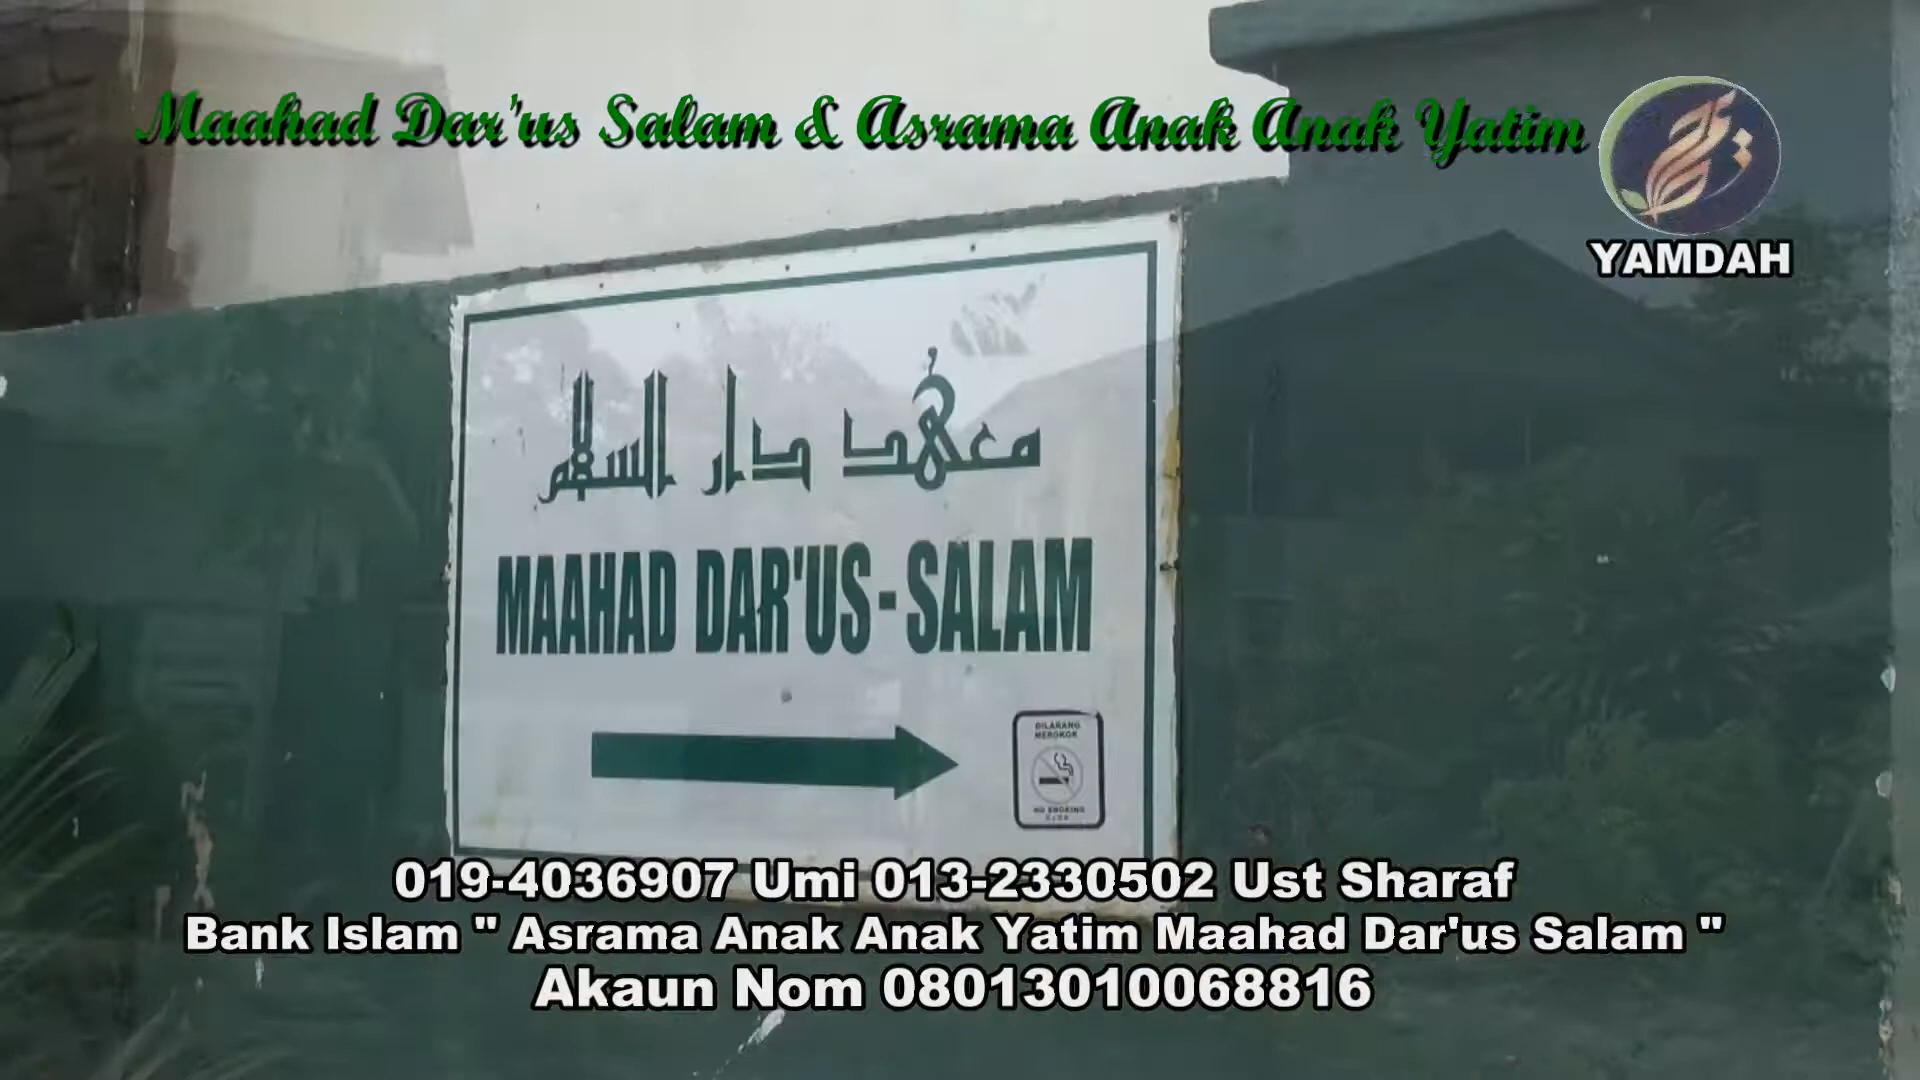 Maahad Dar'us Salam & Asrama Anak Anak Yatim
YAMDAH
معهُد دار السلام
MAAHAD DAR'US-SALAM
DILARANG
MEROKOK
NO SMOKING
019-4036907 Umi 013-2330502 Ust Sharaf
Bank Islam " Asrama Anak Anak Yatim Maahad Dar'us Salam "
Akaun Nom 08013010068816